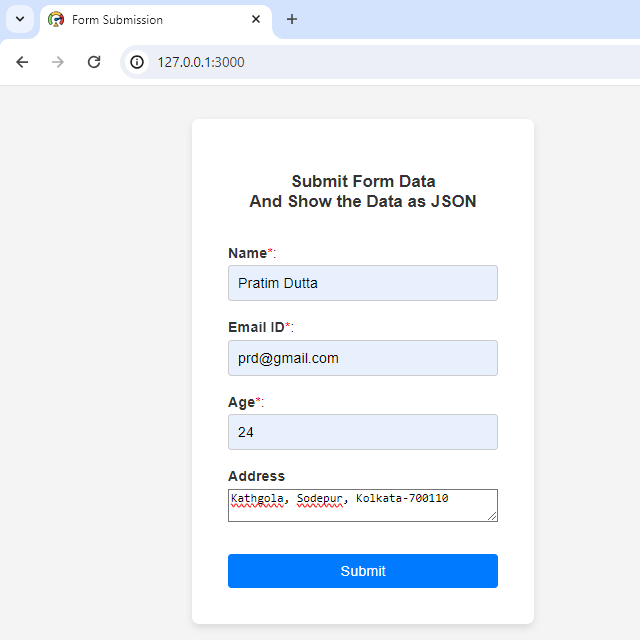 Form Submission
127.0.0.1:3000
Submit Form Data
And Show the Data as JSON
Name*:
Pratim Dutta
Email ID*:
prd@gmail.com
Age*:
24
Address
Kathgola, Sodepur, Kolkata-700110
Submit